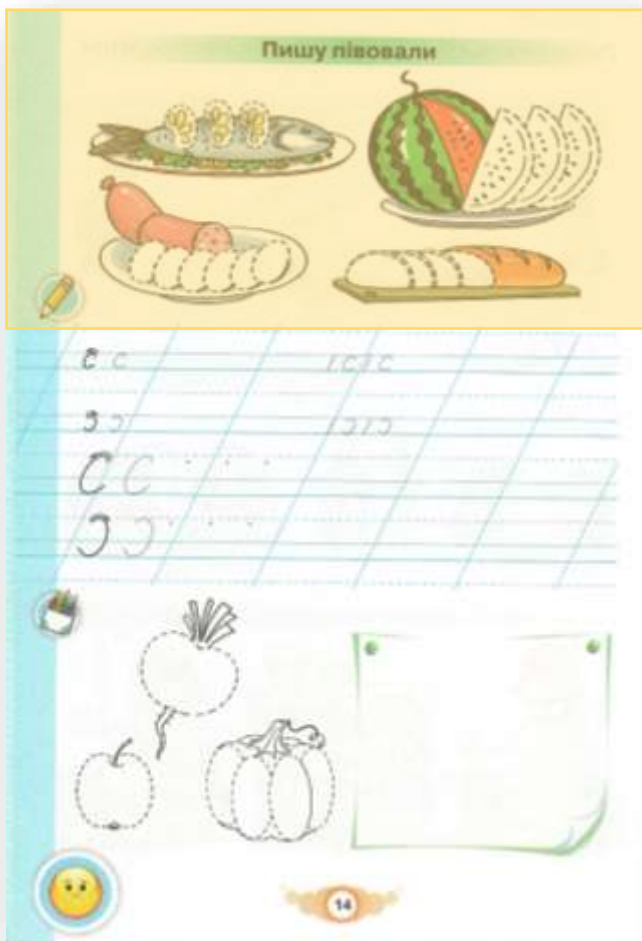 Пишу півовали
с с /с/с
ɔ ɔ /ɔ/ɔ
С С
Ɔ Ɔ
14